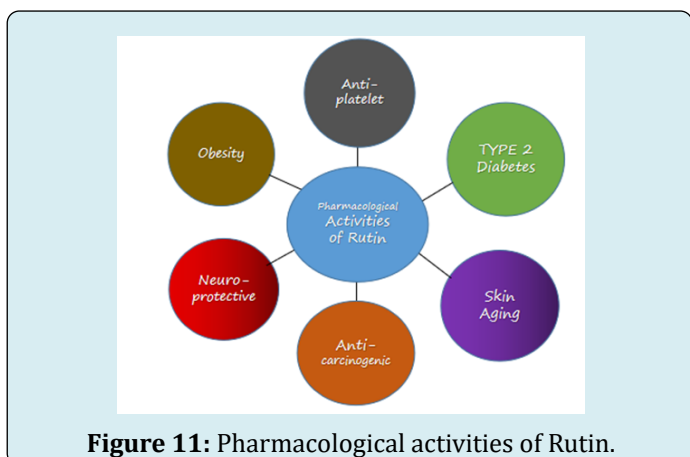 Anti-
platelet
TYPE 2
Diabetes
Obesity
Pharmacological
Activities
of Rutin
Neuro-
protective
Skin
Aging
Anti-
carcinogenic
Figure 11: Pharmacological activities of Rutin.